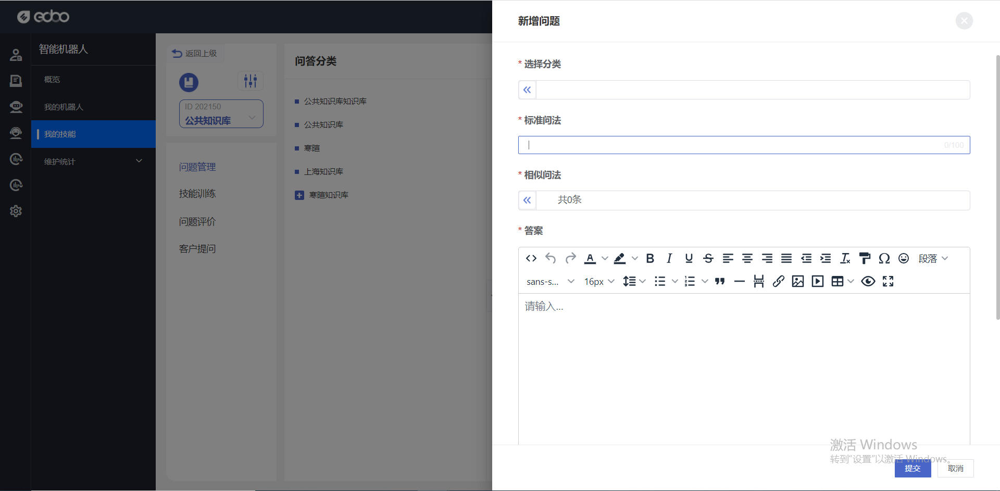 edoo
智能机器人
概览
我的机器人
我的技能
维护统计
返回上级
ID 202150
公共知识库
问题管理
技能训练
问题评价
客户提问
问答分类
公共知识库知识库
公共知识库
寒暄
上海知识库
寒暄知识库
新增问题
* 选择分类
* 标准问法
0/100
* 相似问法
共0条
* 答案
段落
sans-s...
16px
请输入...
激活 Windows
转到“设置”以激活 Windows。
提交
取消